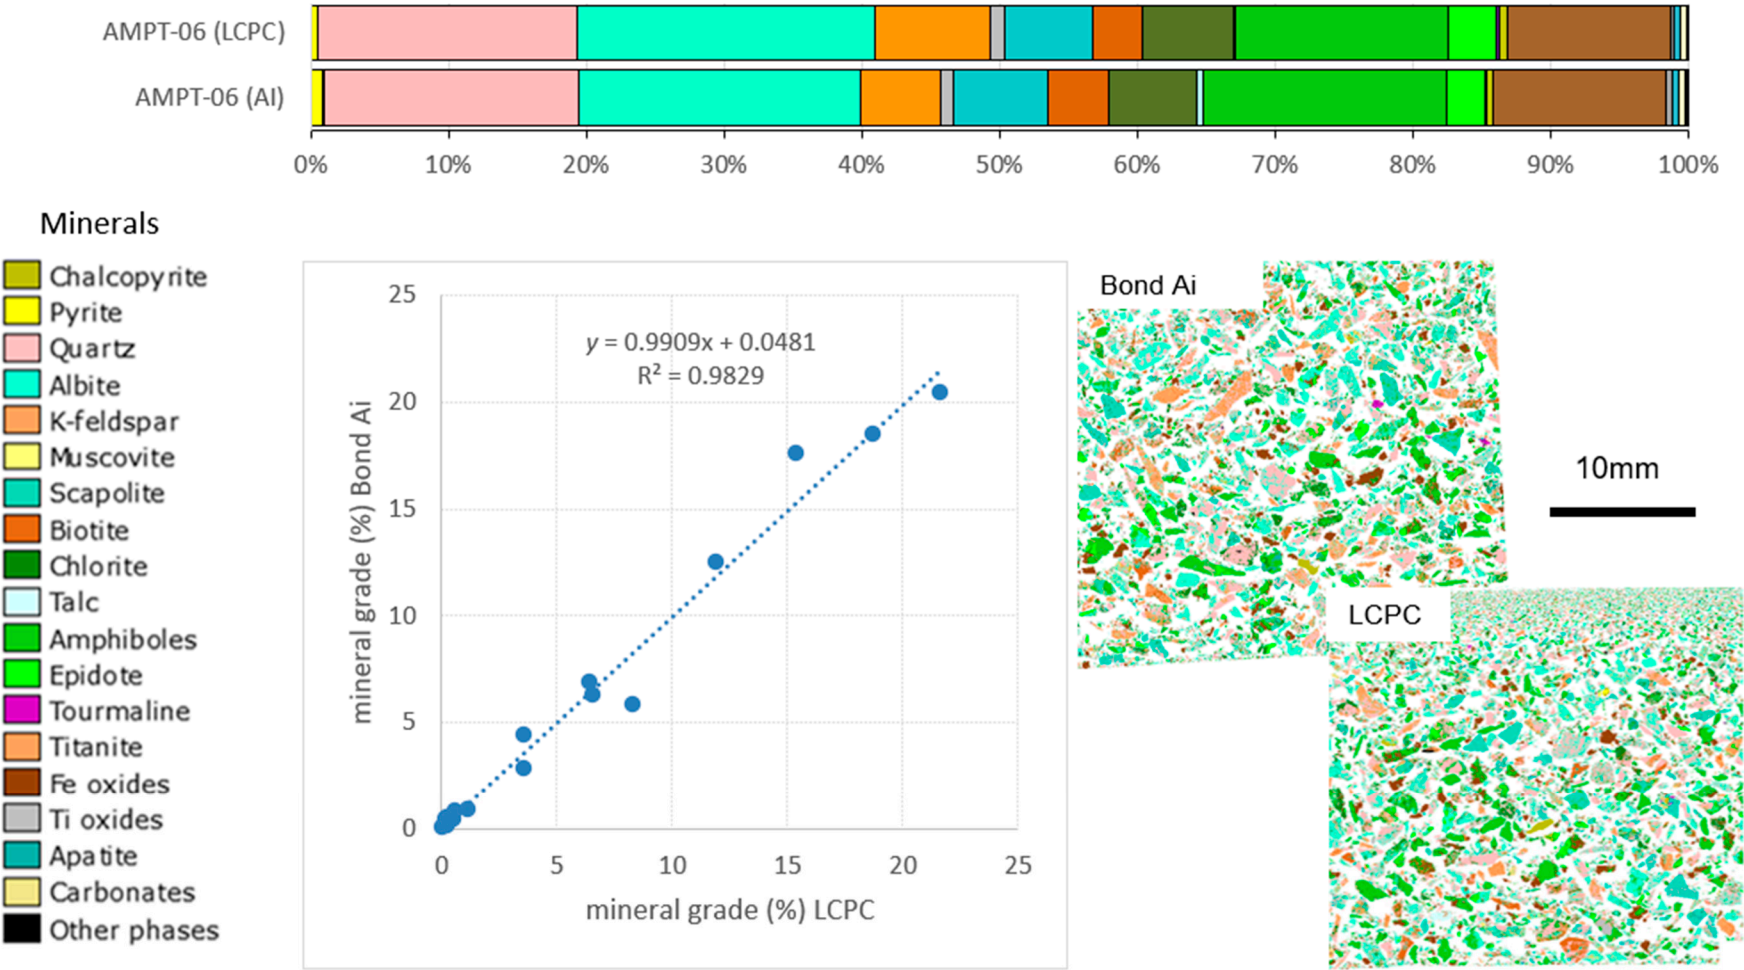 AMPT-06 (LCPC)
AMPT-06 (AI)
0% 10% 20% 30% 40% 50% 60% 70% 80% 90% 100%
Minerals
Chalcopyrite
Pyrite
Quartz
Albite
K-feldspar
Muscovite
Scapolite
Biotite
Chlorite
Talc
Amphiboles
Epidote
Tourmaline
Titanite
Fe oxides
Ti oxides
Apatite
Carbonates
Other phases
mineral grade (%) Bond Ai
25
20
15
10
5
0
y = 0.9909x + 0.0481
R² = 0.9829
0 5 10 15 20 25
mineral grade (%) LCPC
Bond Ai
10mm
LCPC